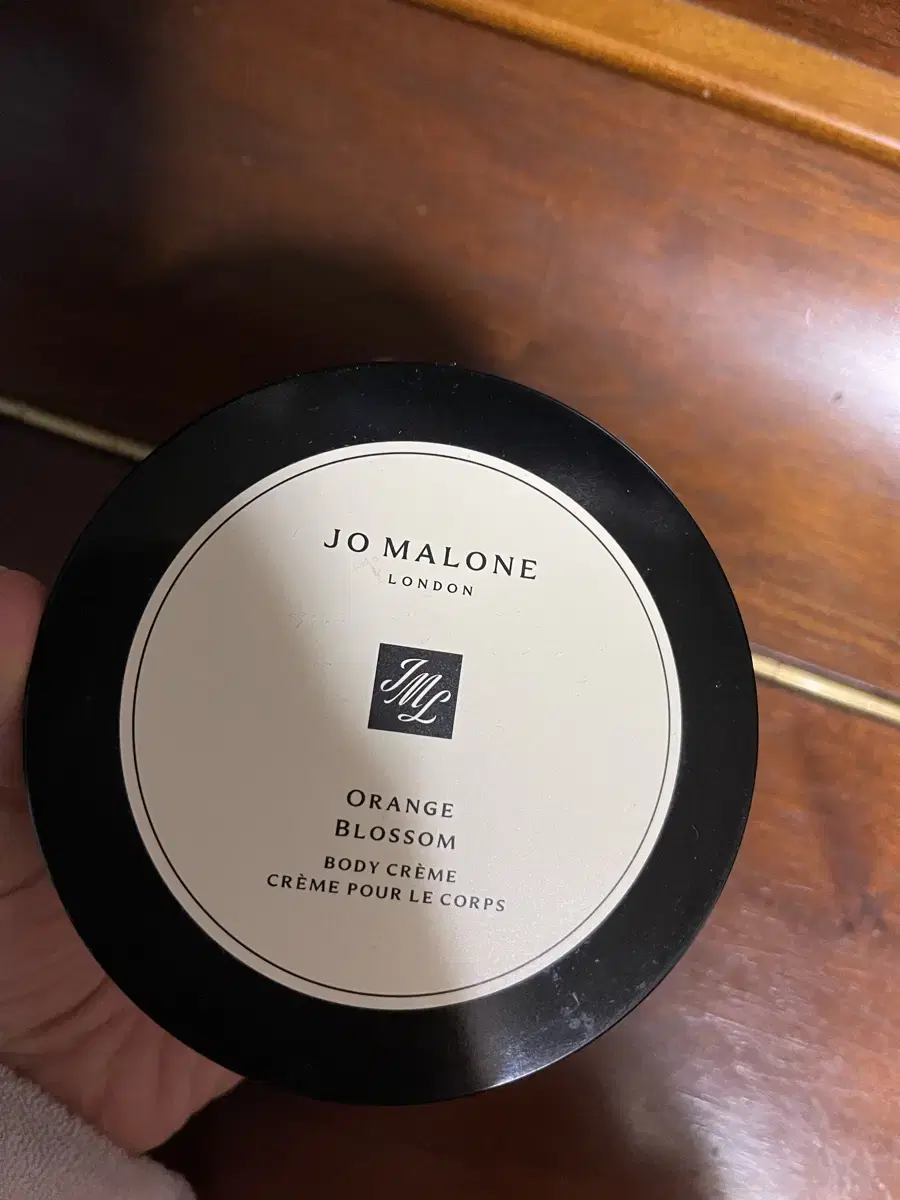 JO MALONE
LONDON
JML
ORANGE
BLOSSOM
BODY CRÈME
CRÈME POUR LE CORPS